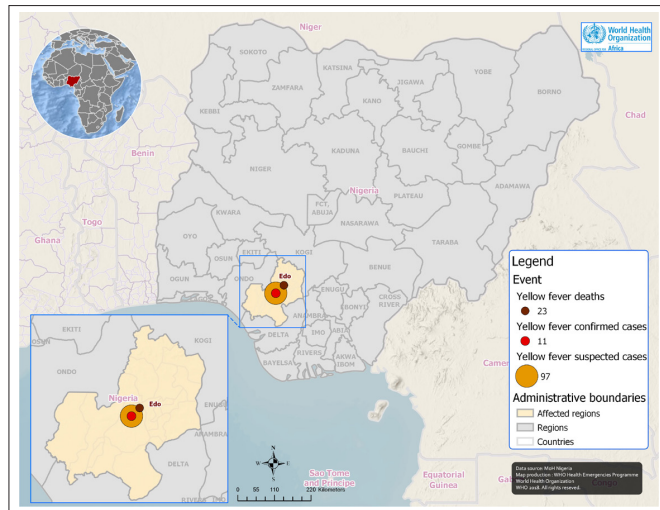 Niger
World Health
Organization
Africa
SOKOTO
KATSINA
YOBE
JIGAWA
BORNO
ZAMFARA
KANO
KEBBI
Chad
GOMBE
KADUNA
BAUCHI
Benin
NIGER
ADAMAWA
Nigeria
PLATEAU
FCT,
ABUJA
KWARA
NASARAWA
Togo
OYO
TARABA
Ghana
EKITI
KOGI
OSUN
BENUE
Edo
ONDO
OGUN
ENUGU
CROSS
RIVER
EBONYI
ANAMBRA
DELTA
IMO
ABIA
RIVERS
AKWA
IBOM
BAYELSA
Legend
Event
Yellow fever deaths
23
Yellow fever confirmed cases
11
Yellow fever suspected cases
97
Administrative boundaries
Affected regions
Regions
Countries
EKITI
KOGI
OSUN
ONDO
Nigeria
Edo
ENUGU
ANAMBRA
DELTA
RIVERS
IMO
N
W
E
S
0 55 110 220 Kilometers
Sao Tome
and Principe
Equatorial
Guinea
Data source: MoH Nigeria
Map production : WHO Health Emergencies Programme
World Health Organization
WHO 2018. All rights reseved.